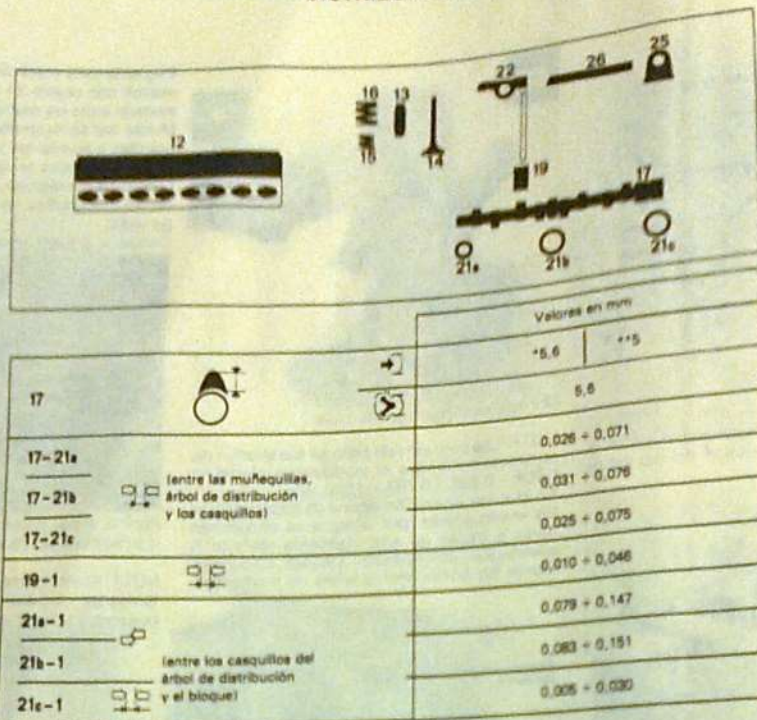 22 26 25
16 13
12
15 14 19 17
21a 21b 21c
Valores en mm
17 *5,6 **5
5,6
17-21a 0,026 ÷ 0,071
17-21b (entre las muñequillas, árbol de distribución y los casquillos) 0,031 ÷ 0,076
17-21c 0,025 ÷ 0,075
19-1 0,010 ÷ 0,046
21a-1 0,079 ÷ 0,147
21b-1 (entre los casquillos del árbol de distribución y el bloque) 0,083 ÷ 0,151
21c-1 0,005 ÷ 0,030